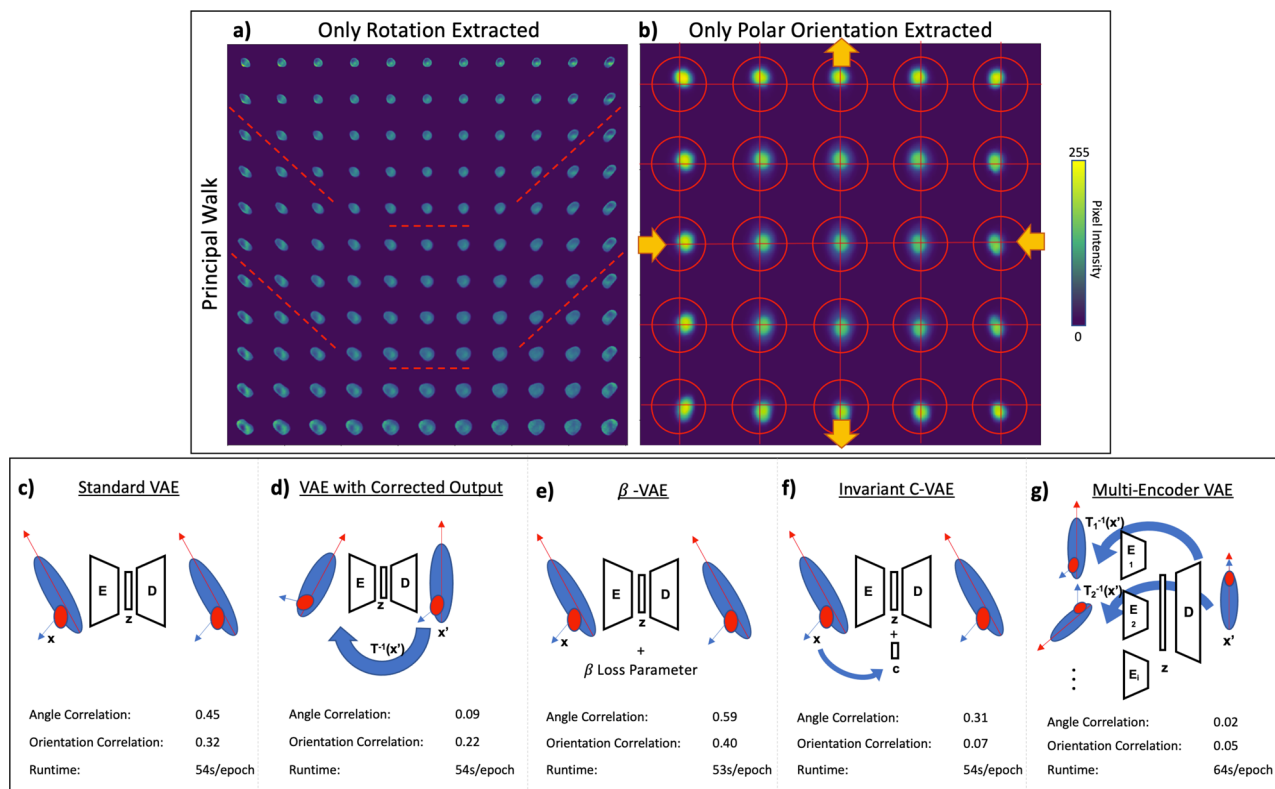 a) Only Rotation Extracted
b) Only Polar Orientation Extracted
Principal Walk
255
Pixel Intensity
0
c) Standard VAE
E
D
z
x
Angle Correlation: 0.45
Orientation Correlation: 0.32
Runtime: 54s/epoch
d) VAE with Corrected Output
E
D
z
x'
T⁻¹(x')
Angle Correlation: 0.09
Orientation Correlation: 0.22
Runtime: 54s/epoch
e) β -VAE
E
D
z
x
+
β Loss Parameter
Angle Correlation: 0.59
Orientation Correlation: 0.40
Runtime: 53s/epoch
f) Invariant C-VAE
E
D
z
x
+
c
Angle Correlation: 0.31
Orientation Correlation: 0.07
Runtime: 54s/epoch
g) Multi-Encoder VAE
T₁⁻¹(x')
E
1
T₂⁻¹(x')
E
2
D
x'
z
Eᵢ
⋮
Angle Correlation: 0.02
Orientation Correlation: 0.05
Runtime: 64s/epoch